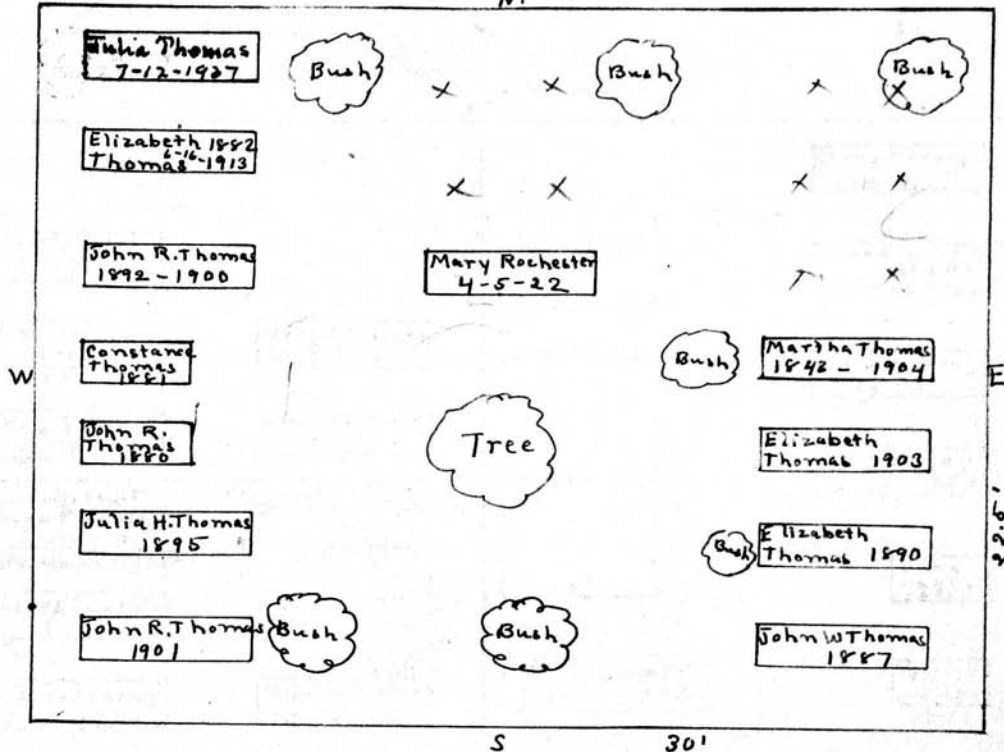 N.
Julia Thomas
7-12-1937
Bush
Bush
Bush
Elizabeth 1882
Thomas 6-16-1913
John R. Thomas
1892-1900
Mary Rochester
4-5-22
W
Constance
Thomas
1881
Bush
Martha Thomas
1843 - 1904
E
John R.
Thomas
1880
Tree
Elizabeth
Thomas 1903
Julia H. Thomas
1895
Bush
Elizabeth
Thomas 1890
John R. Thomas
1901
Bush
Bush
John W Thomas
1887
S 30'